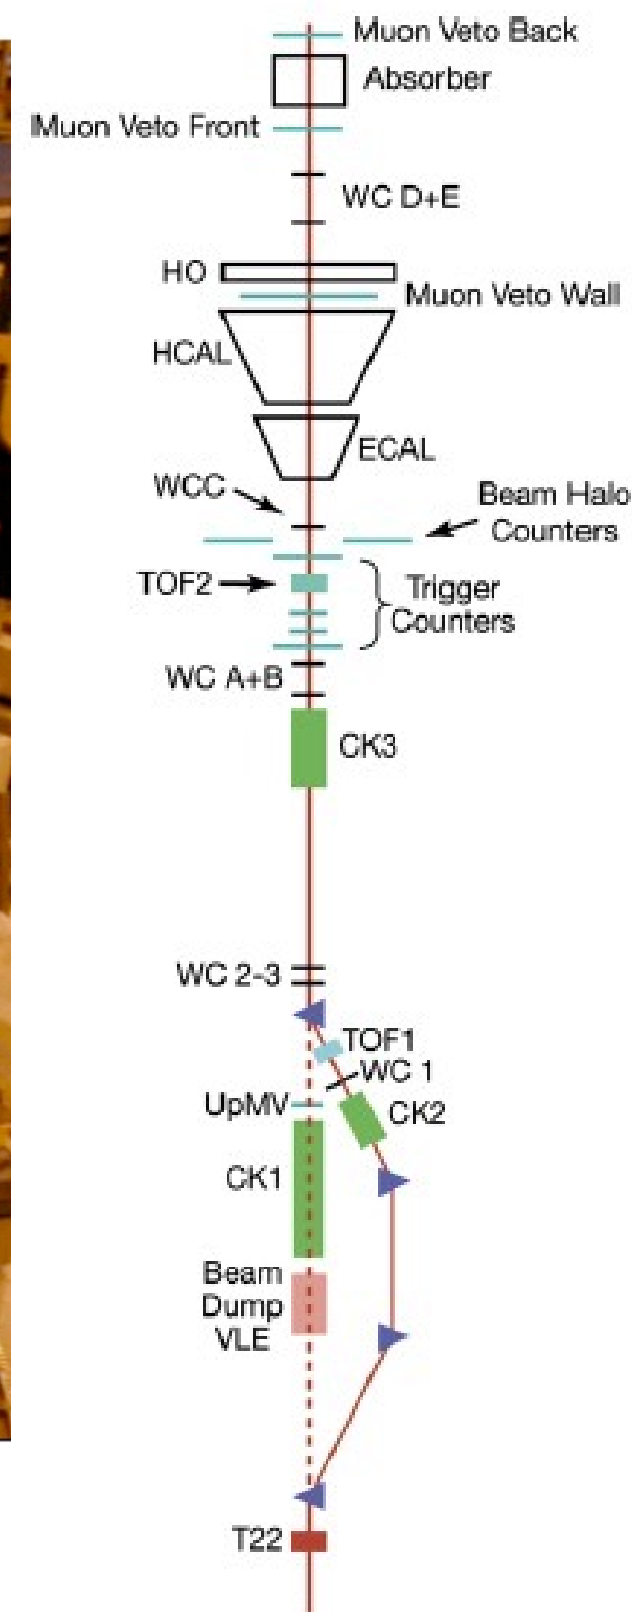 Muon Veto Back
Absorber
Muon Veto Front
WC D+E
HO
Muon Veto Wall
HCAL
ECAL
WCC
Beam Halo
Counters
TOF2
Trigger
Counters
WC A+B
CK3
WC 2-3
TOF1
WC 1
UpMV
CK2
CK1
Beam
Dump
VLE
T22